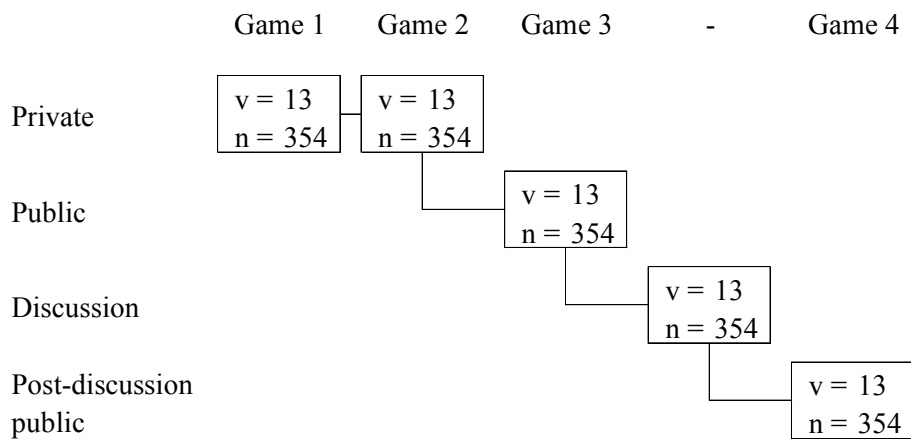 Game 1 Game 2 Game 3 - Game 4
Private
v = 13
n = 354
v = 13
n = 354
Public
v = 13
n = 354
Discussion
v = 13
n = 354
Post-discussion
public
v = 13
n = 354